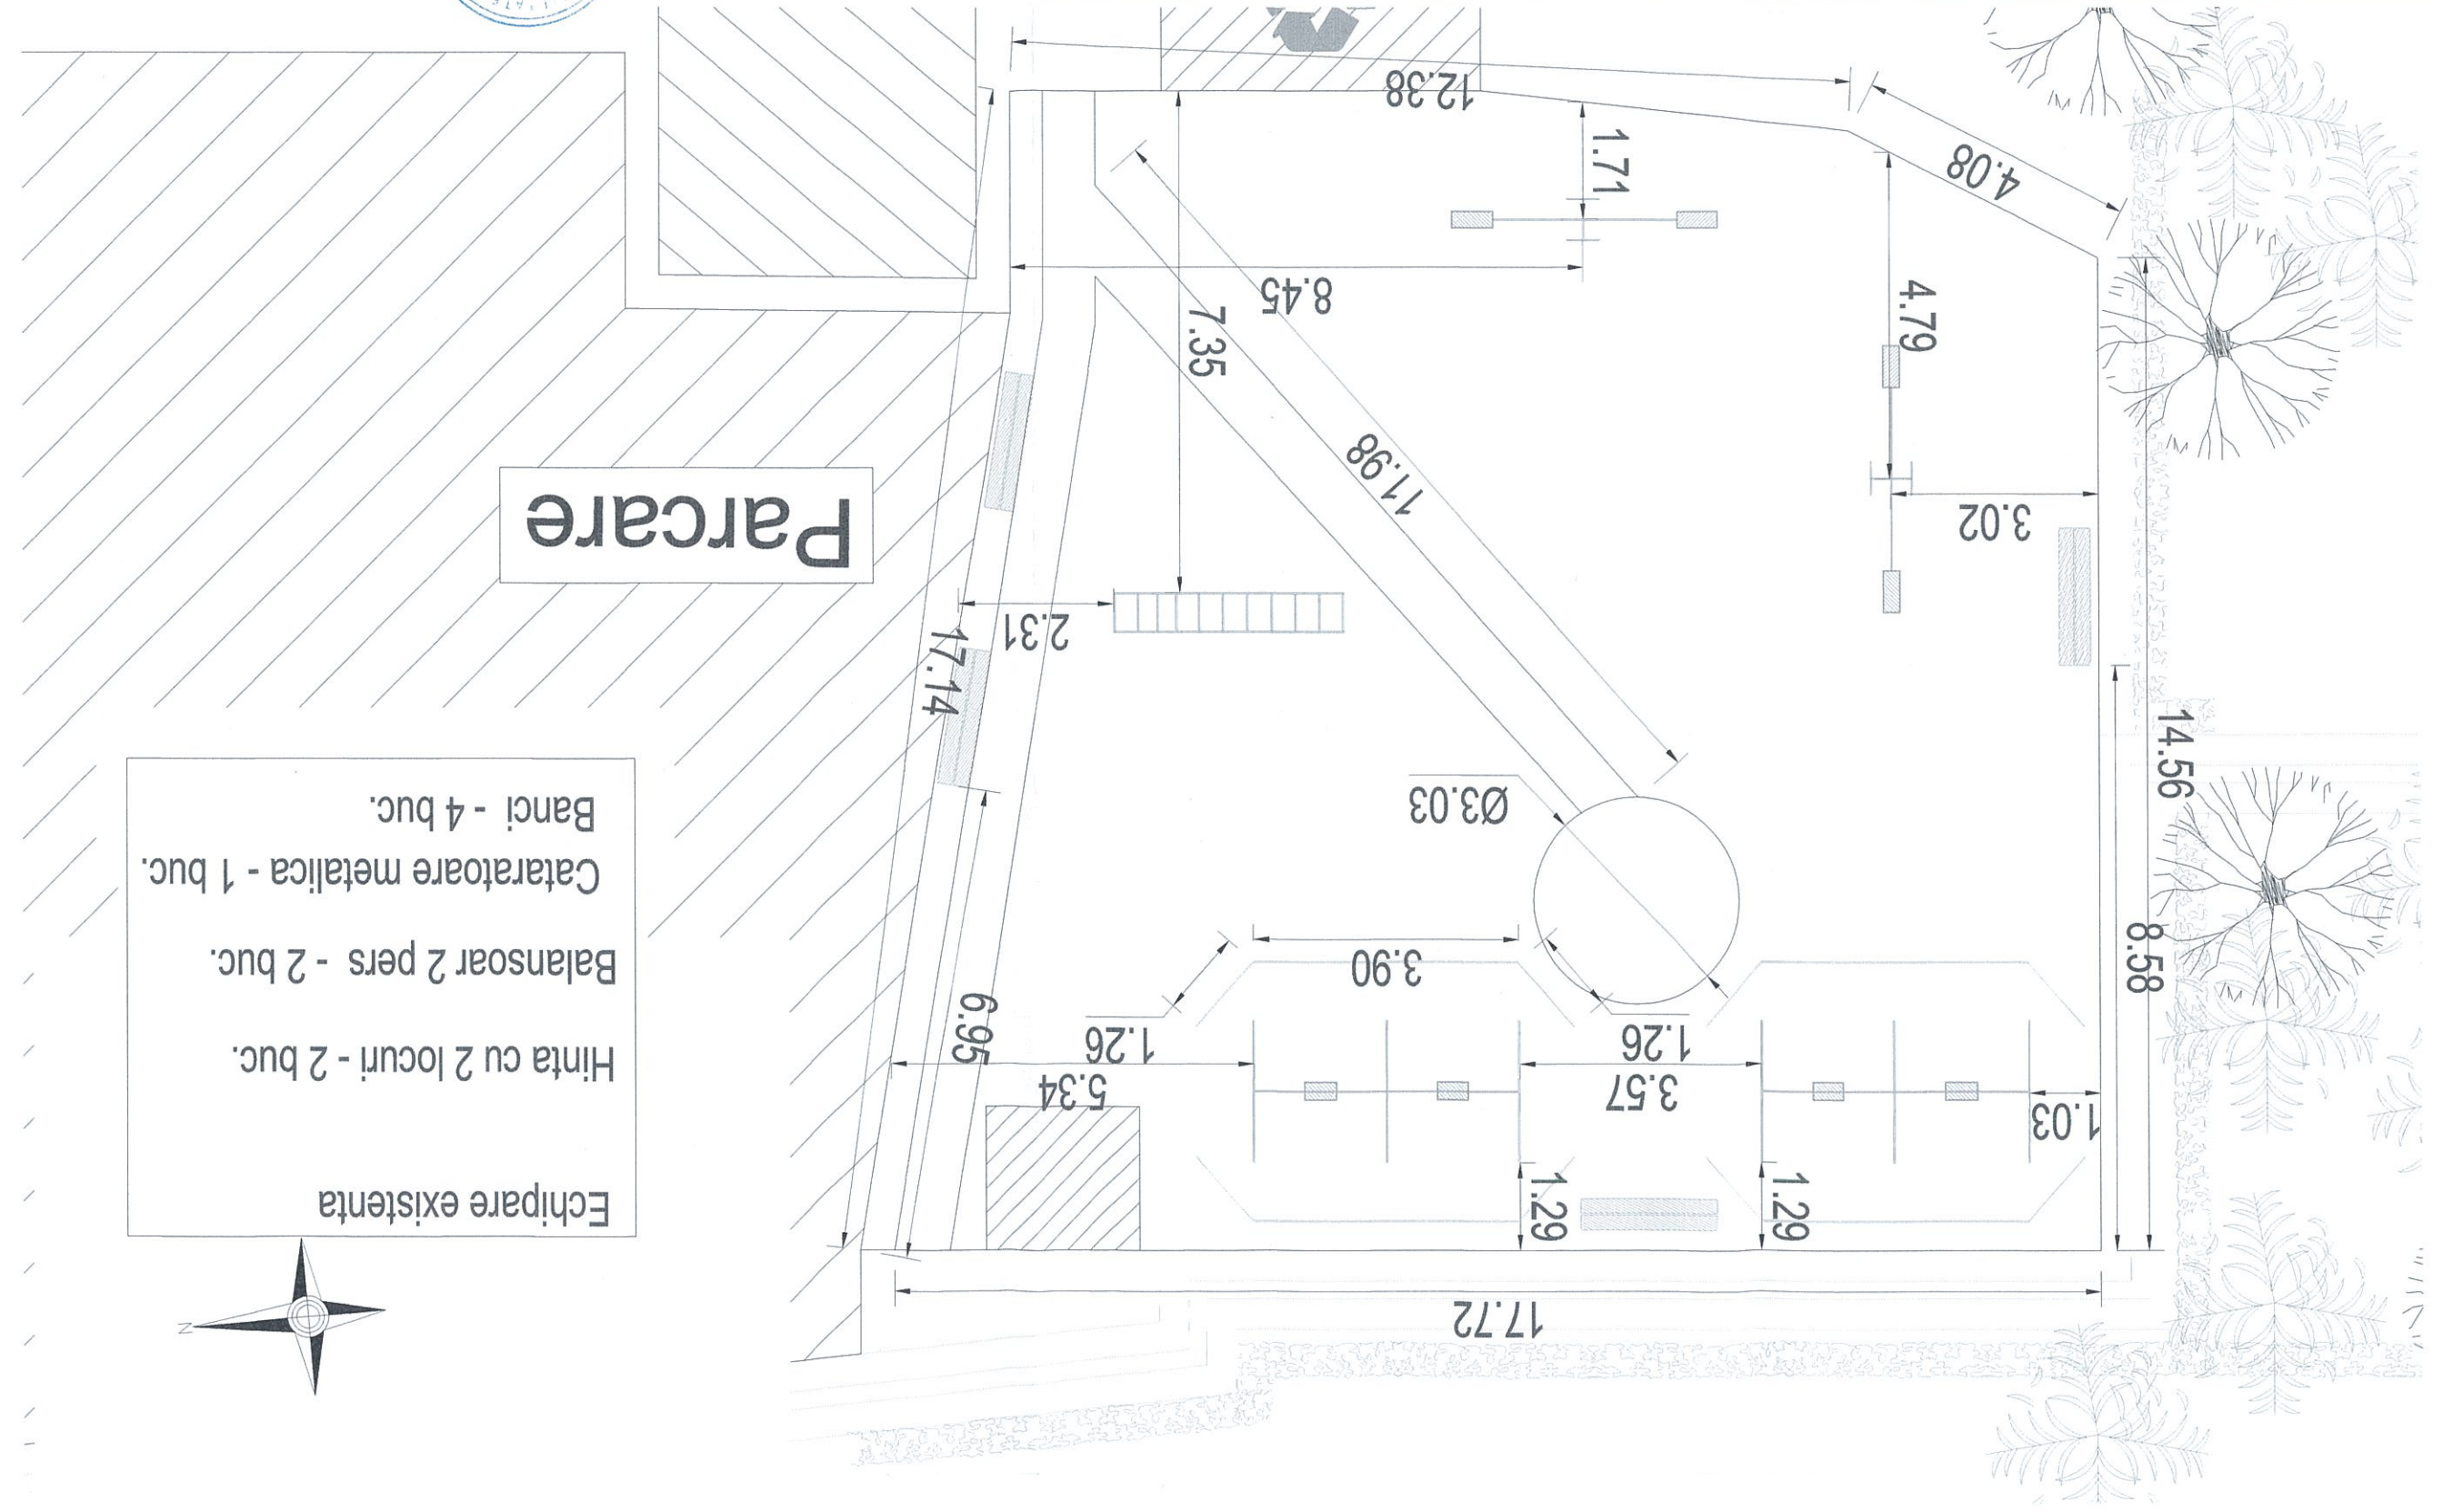 17.72
1.29
1.29
1.03
3.57
5.34
1.26
1.26
6.95
3.90
8.58
14.56
Ø3.03
17.14
2.31
3.02
11.98
7.35
4.79
8.45
4.08
1.71
12.38
N
Echipare existenta
Hinta cu 2 locuri - 2 buc.
Balansoar 2 pers - 2 buc.
Cataratoare metalica - 1 buc.
Banci - 4 buc.
Parcare